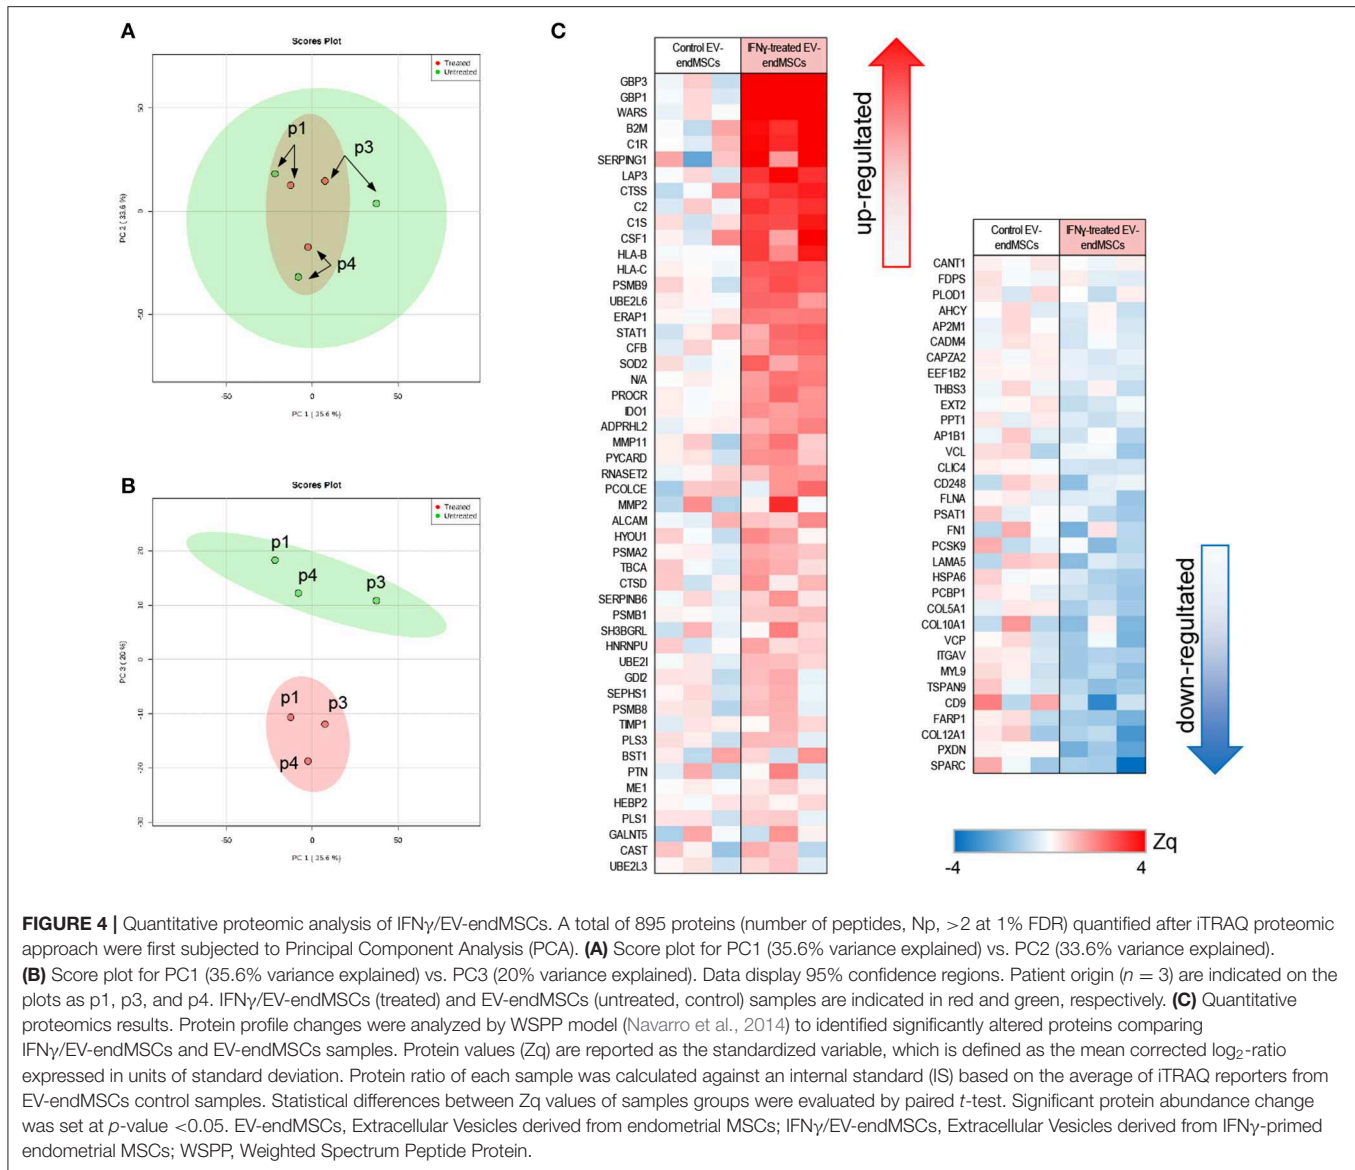 A
Scores Plot
Treated
Untreated
p1
p3
p4
50
0
-50
PC 2 ( 33.6 %)
-50
0
50
PC 1 ( 35.6 %)
B
Scores Plot
Treated
Untreated
p1
p4
p3
p1
p3
p4
20
10
0
-10
-20
-30
PC 3 ( 20 %)
-50
0
50
PC 1 ( 35.6 %)
C
Control EV-
endMSCs
IFNγ-treated EV-
endMSCs
GBP3
GBP1
WARS
B2M
C1R
SERPING1
LAP3
CTSS
C2
C1S
CSF1
HLA-B
HLA-C
PSMB9
UBE2L6
ERAP1
STAT1
CFB
SOD2
N/A
PROCR
IDO1
ADPRHL2
MMP11
PYCARD
RNASET2
PCOLCE
MMP2
ALCAM
HYOU1
PSMA2
TBCA
CTSD
SERPINB6
PSMB1
SH3BGRL
HNRNPU
UBE2I
GDI2
SEPHS1
PSMB8
TIMP1
PLS3
BST1
PTN
ME1
HEBP2
PLS1
GALNT5
CAST
UBE2L3
up-regultated
Control EV-
endMSCs
IFNγ-treated EV-
endMSCs
CANT1
FDPS
PLOD1
AHCY
AP2M1
CADM4
CAPZA2
EEF1B2
THBS3
EXT2
PPT1
AP1B1
VCL
CLIC4
CD248
FLNA
PSAT1
FN1
PCSK9
LAMA5
HSPA6
PCBP1
COL5A1
COL10A1
VCP
ITGAV
MYL9
TSPAN9
CD9
FARP1
COL12A1
PXDN
SPARC
down-regultated
Zq
-4
4
FIGURE 4 | Quantitative proteomic analysis of IFNγ/EV-endMSCs. A total of 895 proteins (number of peptides, Np, >2 at 1% FDR) quantified after iTRAQ proteomic
approach were first subjected to Principal Component Analysis (PCA). (A) Score plot for PC1 (35.6% variance explained) vs. PC2 (33.6% variance explained).
(B) Score plot for PC1 (35.6% variance explained) vs. PC3 (20% variance explained). Data display 95% confidence regions. Patient origin (n = 3) are indicated on the
plots as p1, p3, and p4. IFNγ/EV-endMSCs (treated) and EV-endMSCs (untreated, control) samples are indicated in red and green, respectively. (C) Quantitative
proteomics results. Protein profile changes were analyzed by WSPP model (Navarro et al., 2014) to identified significantly altered proteins comparing
IFNγ/EV-endMSCs and EV-endMSCs samples. Protein values (Zq) are reported as the standardized variable, which is defined as the mean corrected log₂-ratio
expressed in units of standard deviation. Protein ratio of each sample was calculated against an internal standard (IS) based on the average of iTRAQ reporters from
EV-endMSCs control samples. Statistical differences between Zq values of samples groups were evaluated by paired t-test. Significant protein abundance change
was set at p-value <0.05. EV-endMSCs, Extracellular Vesicles derived from endometrial MSCs; IFNγ/EV-endMSCs, Extracellular Vesicles derived from IFNγ-primed
endometrial MSCs; WSPP, Weighted Spectrum Peptide Protein.